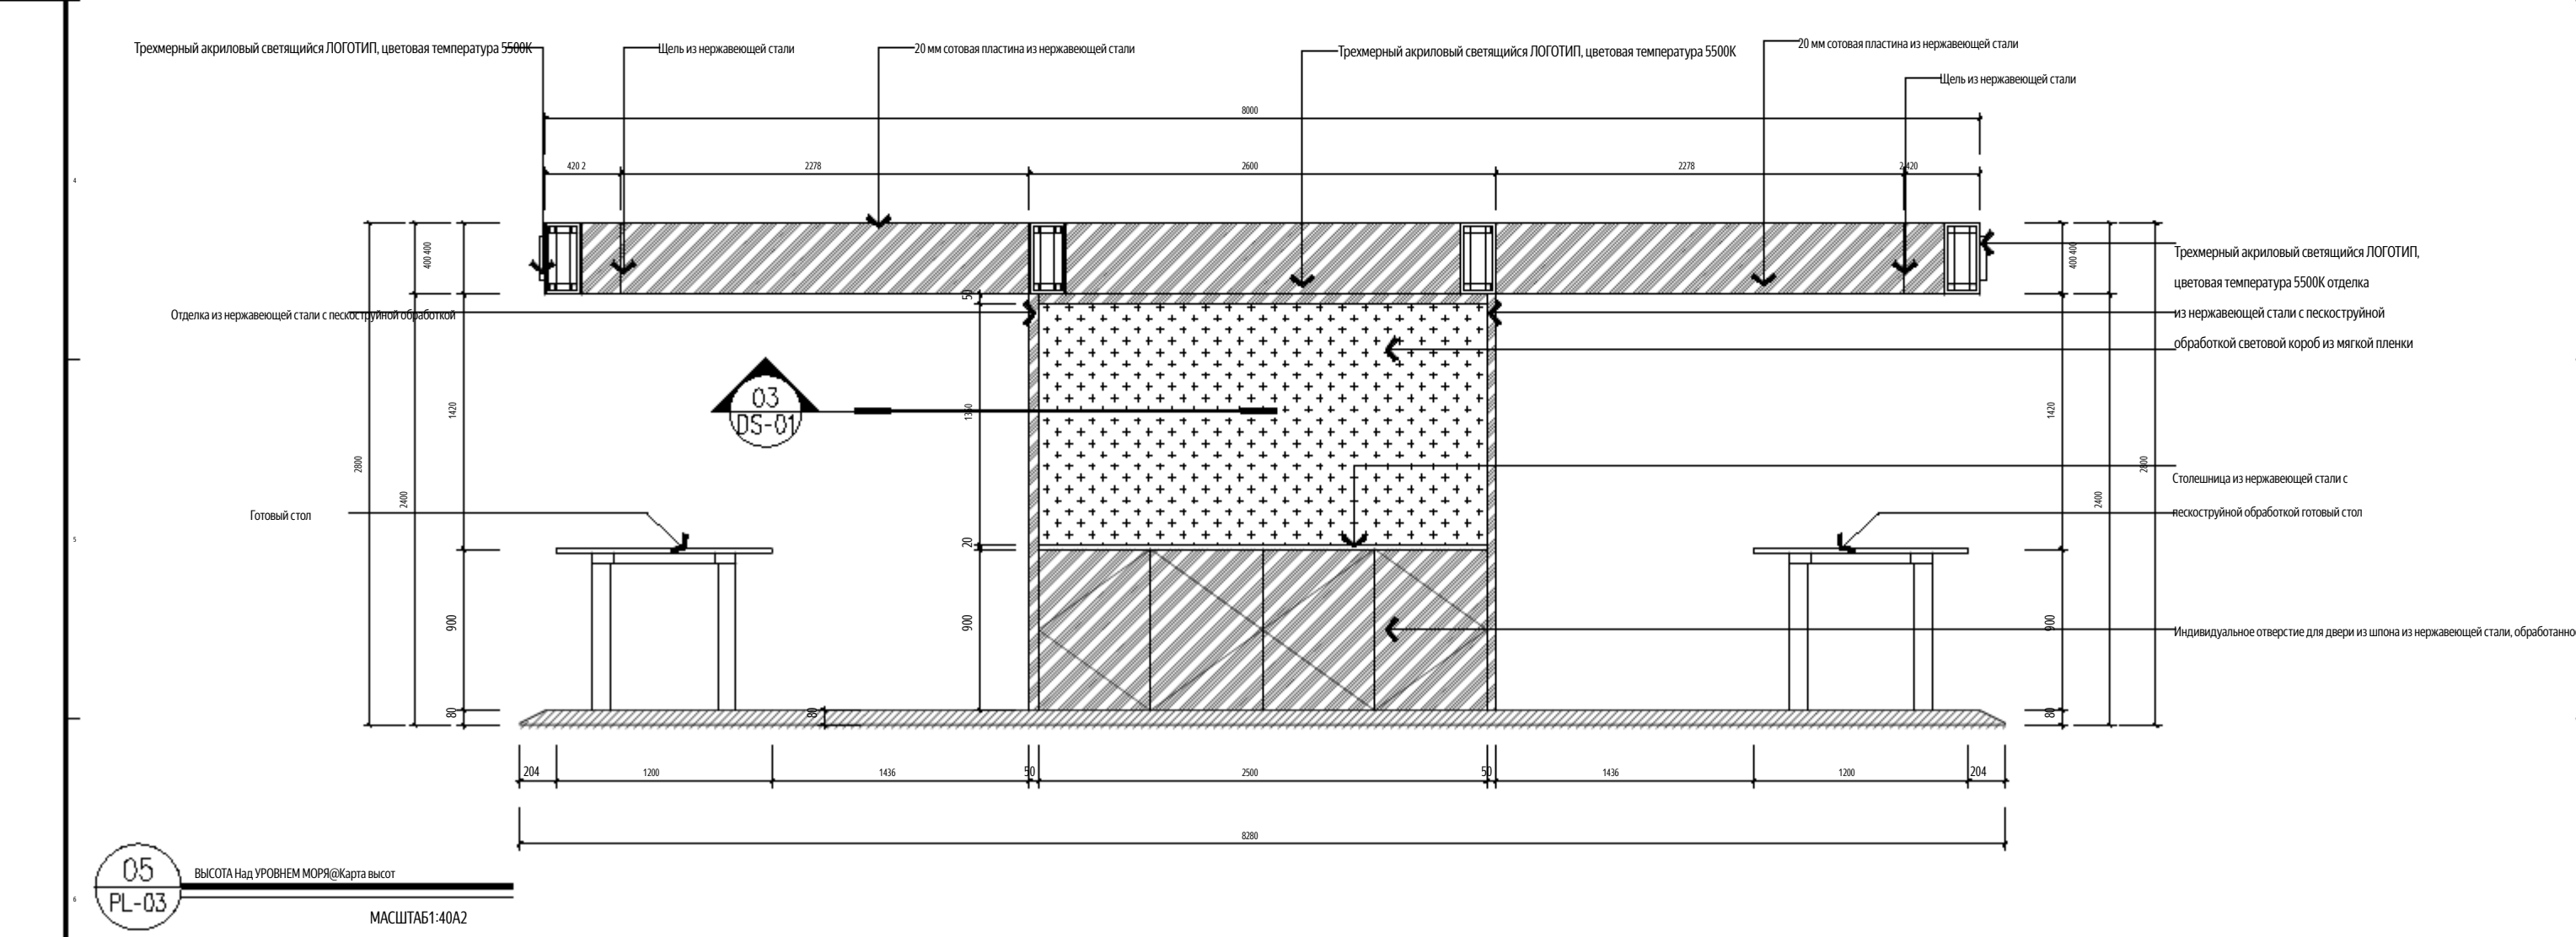 Трехмерный акриловый светящийся ЛОГОТИП, цветовая температура 5500K
Щель из нержавеющей стали
20 мм сотовая пластина из нержавеющей стали
Трехмерный акриловый светящийся ЛОГОТИП, цветовая температура 5500K
20 мм сотовая пластина из нержавеющей стали
Щель из нержавеющей стали
8000
420 2
2278
2600
2278
2 420
4
400 400
50
400 400
Трехмерный акриловый светящийся ЛОГОТИП,
цветовая температура 5500K отделка
из нержавеющей стали с пескоструйной
обработкой световой короб из мягкой пленки
Отделка из нержавеющей стали с пескоструйной обработкой
03
DS-01
1420
1420
2800
2400
2800
2400
Столешница из нержавеющей стали с
пескоструйной обработкой готовый стол
Готовый стол
5
20
900
900
900
Индивидуальное отверстие для двери из шпона из нержавеющей стали, обработанно
80
80
80
204
1200
1436
50
2500
50
1436
1200
204
8280
05
PL-03
ВЫСОТА Над УРОВНЕМ МОРЯ@Карта высот
6
МАСШТАБ1:40A2